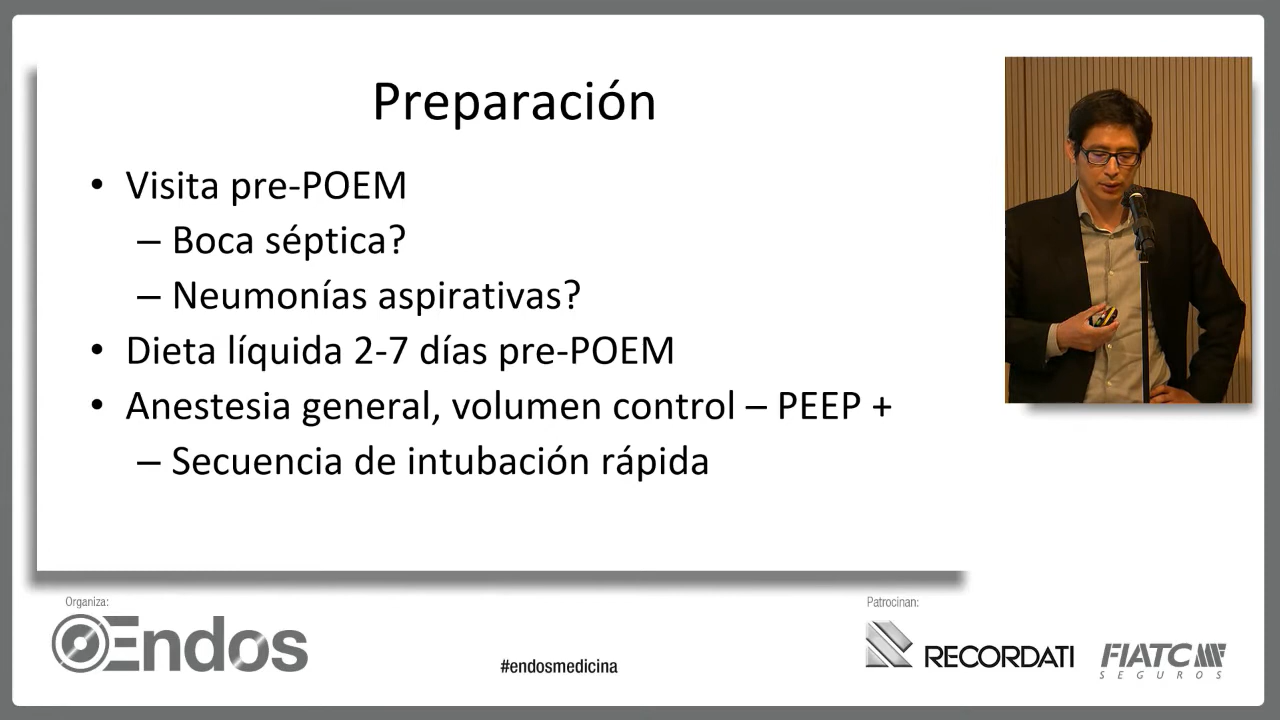 Preparación
• Visita pre-POEM
– Boca séptica?
– Neumonías aspirativas?
• Dieta líquida 2-7 días pre-POEM
• Anestesia general, volumen control – PEEP +
– Secuencia de intubación rápida
Organiza:
Endos
#endosmedicina
Patrocinan:
RECORDATI
FIATC
SEGUROS